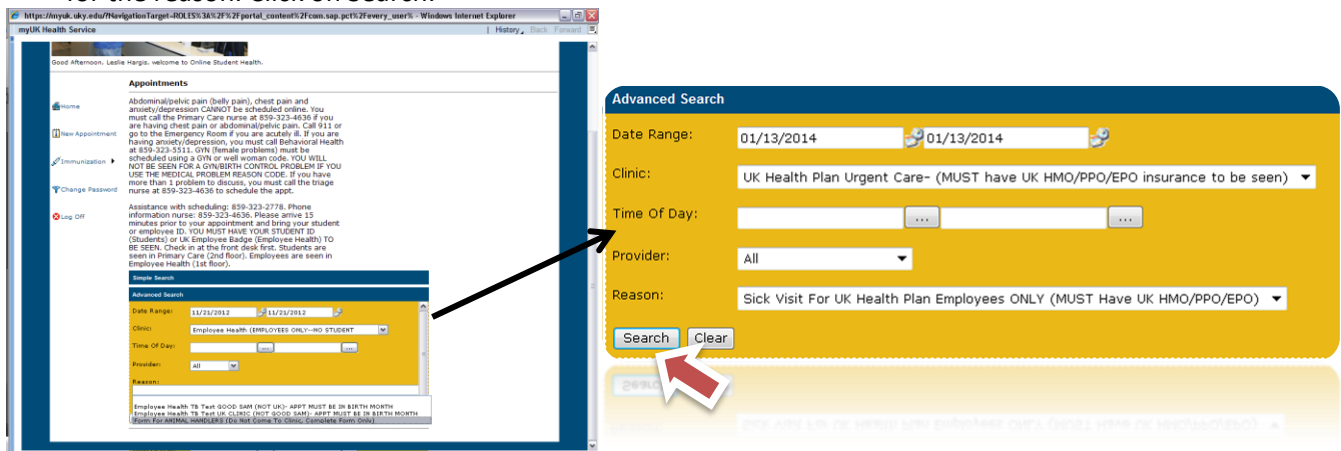 for the reason. Click on Search.
https://myuk.uky.edu/?NavigationTarget=ROLES%3A%2F%2Fportal_content%2Fcom.sap.pct%2Fevery_user% - Windows Internet Explorer
myUK Health Service
| History Back Forward
Good Afternoon, Leslie Hargis, welcome to Online Student Health.
Home
New Appointment
Immunization
Change Password
Log Off
Appointments
Abdominal/pelvic pain (belly pain), chest pain and
anxiety/depression CANNOT be scheduled online. You
must call the Primary Care nurse at 859-323-4636 if you
are having chest pain or abdominal/pelvic pain. Call 911 or
go to the Emergency Room if you are acutely ill. If you are
having anxiety/depression, you must call Behavioral Health
at 859-323-5511. GYN (female problems) must be
scheduled using a GYN or well woman code. YOU WILL
NOT BE SEEN FOR A GYN/BIRTH CONTROL PROBLEM IF YOU
USE THE MEDICAL PROBLEM REASON CODE. If you have
more than 1 problem to discuss, you must call the triage
nurse at 859-323-4636 to schedule the appt.
Assistance with scheduling: 859-323-2778. Phone
information nurse: 859-323-4636. Please arrive 15
minutes prior to your appointment and bring your student
or employee ID. YOU MUST HAVE YOUR STUDENT ID
(Students) or UK Employee Badge (Employee Health) TO
BE SEEN. Check in at the front desk first. Students are
seen in Primary Care (2nd floor). Employees are seen in
Employee Health (1st floor).
Simple Search
Advanced Search
Date Range: 11/21/2012 11/21/2012
Clinic: Employee Health (EMPLOYEES ONLY--NO STUDENT
Time Of Day: ... ...
Provider: All
Reason:
Employee Health TB Test GOOD SAM (NOT UK)- APPT MUST BE IN BIRTH MONTH
Employee Health TB Test UK CLINIC (NOT GOOD SAM)- APPT MUST BE IN BIRTH MONTH
Form For ANIMAL HANDLERS (Do Not Come To Clinic, Complete Form Only)
Advanced Search
Date Range: 01/13/2014 01/13/2014
Clinic: UK Health Plan Urgent Care- (MUST have UK HMO/PPO/EPO insurance to be seen)
Time Of Day: ... ...
Provider: All
Reason: Sick Visit For UK Health Plan Employees ONLY (MUST Have UK HMO/PPO/EPO)
Search Clear